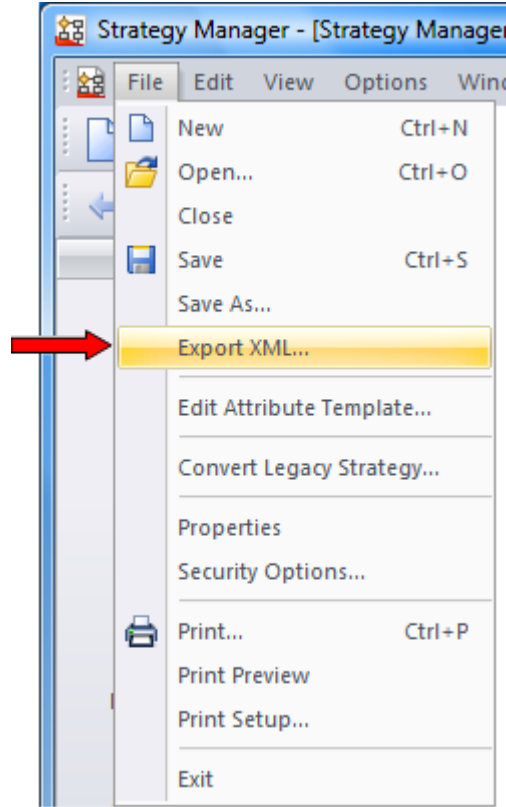 Strategy Manager - [Strategy Manager
File Edit View Options Wind
New Ctrl+N
Open... Ctrl+O
Close
Save Ctrl+S
Save As...
Export XML...
Edit Attribute Template...
Convert Legacy Strategy...
Properties
Security Options...
Print... Ctrl+P
Print Preview
Print Setup...
Exit